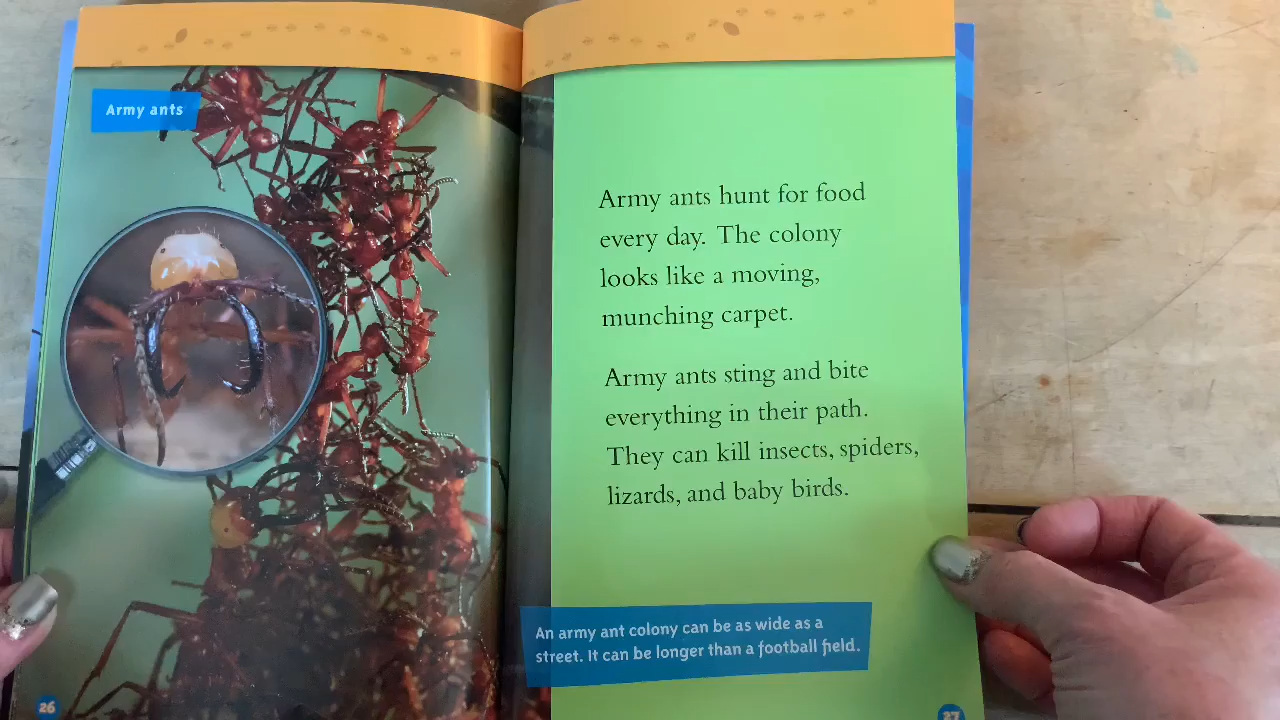 Army ants
26
Army ants hunt for food
every day. The colony
looks like a moving,
munching carpet.
Army ants sting and bite
everything in their path.
They can kill insects, spiders,
lizards, and baby birds.
An army ant colony can be as wide as a
street. It can be longer than a football field.
27